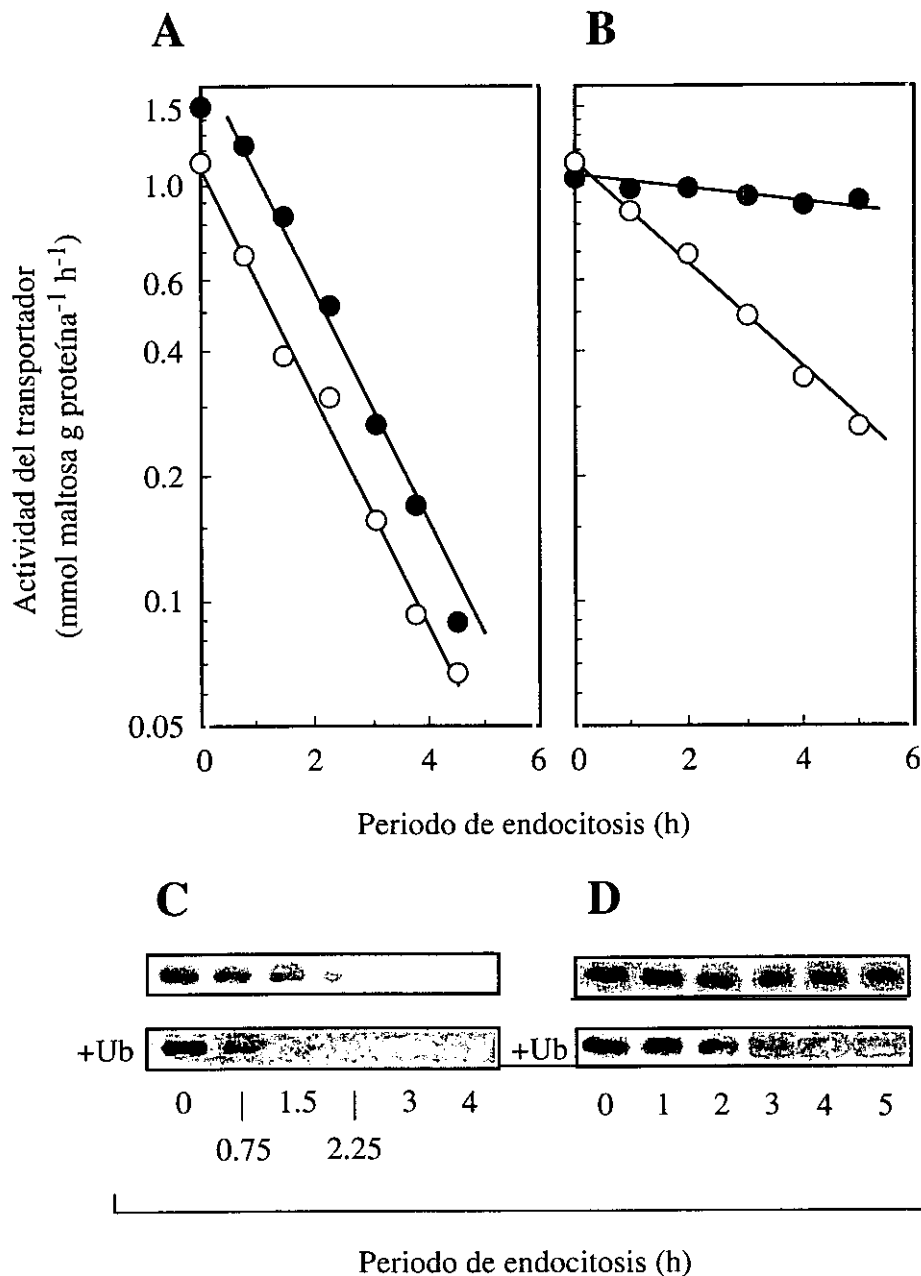 A
B
1.5
1.0
0.6
0.4
0.2
0.1
0.05
Actividad del transportador
(mmol maltosa g proteína⁻¹ h⁻¹)
0 2 4 6
0 2 4 6
Periodo de endocitosis (h)
C
D
+Ub
+Ub
0 1.5 3 4
0.75 2.25
0 1 2 3 4 5
Periodo de endocitosis (h)